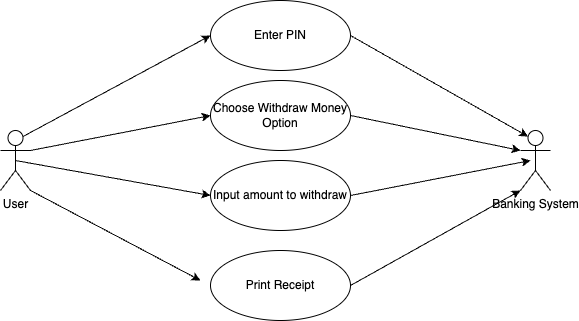 Enter PIN
Choose Withdraw Money
Option
Input amount to withdraw
User
Banking System
Print Receipt